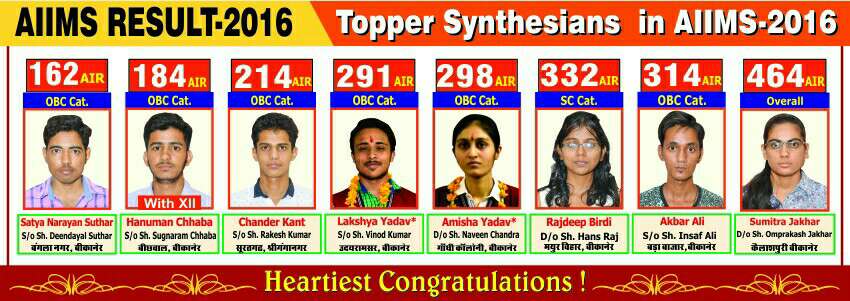 AIIMS RESULT-2016
Topper Synthesians in AIIMS-2016
162 AIR
OBC Cat.
Satya Narayan Suthar
S/o Sh. Deendayal Suthar
बंगला नगर, बीकानेर
184 AIR
OBC Cat.
With XII
Hanuman Chhaba
S/o Sh. Sugnaram Chhaba
बीछवाल, बीकानेर
214 AIR
OBC Cat.
Chander Kant
S/o Sh. Rakesh Kumar
सूरतगढ, श्रीगंगानगर
291 AIR
OBC Cat.
Lakshya Yadav*
S/o Sh. Vinod Kumar
उदयरामसर, बीकानेर
298 AIR
OBC Cat.
Amisha Yadav*
D/o Sh. Naveen Chandra
गाँधी कॉलोनी, बीकानेर
332 AIR
SC Cat.
Rajdeep Birdi
D/o Sh. Hans Raj
मयुर विहार, बीकानेर
314 AIR
OBC Cat.
Akbar Ali
S/o Sh. Insaf Ali
बड़ा बाजार, बीकानेर
464 AIR
Overall
Sumitra Jakhar
D/o Sh. Omprakash Jakhar
कैलाशपुरी बीकानेर
Heartiest Congratulations !